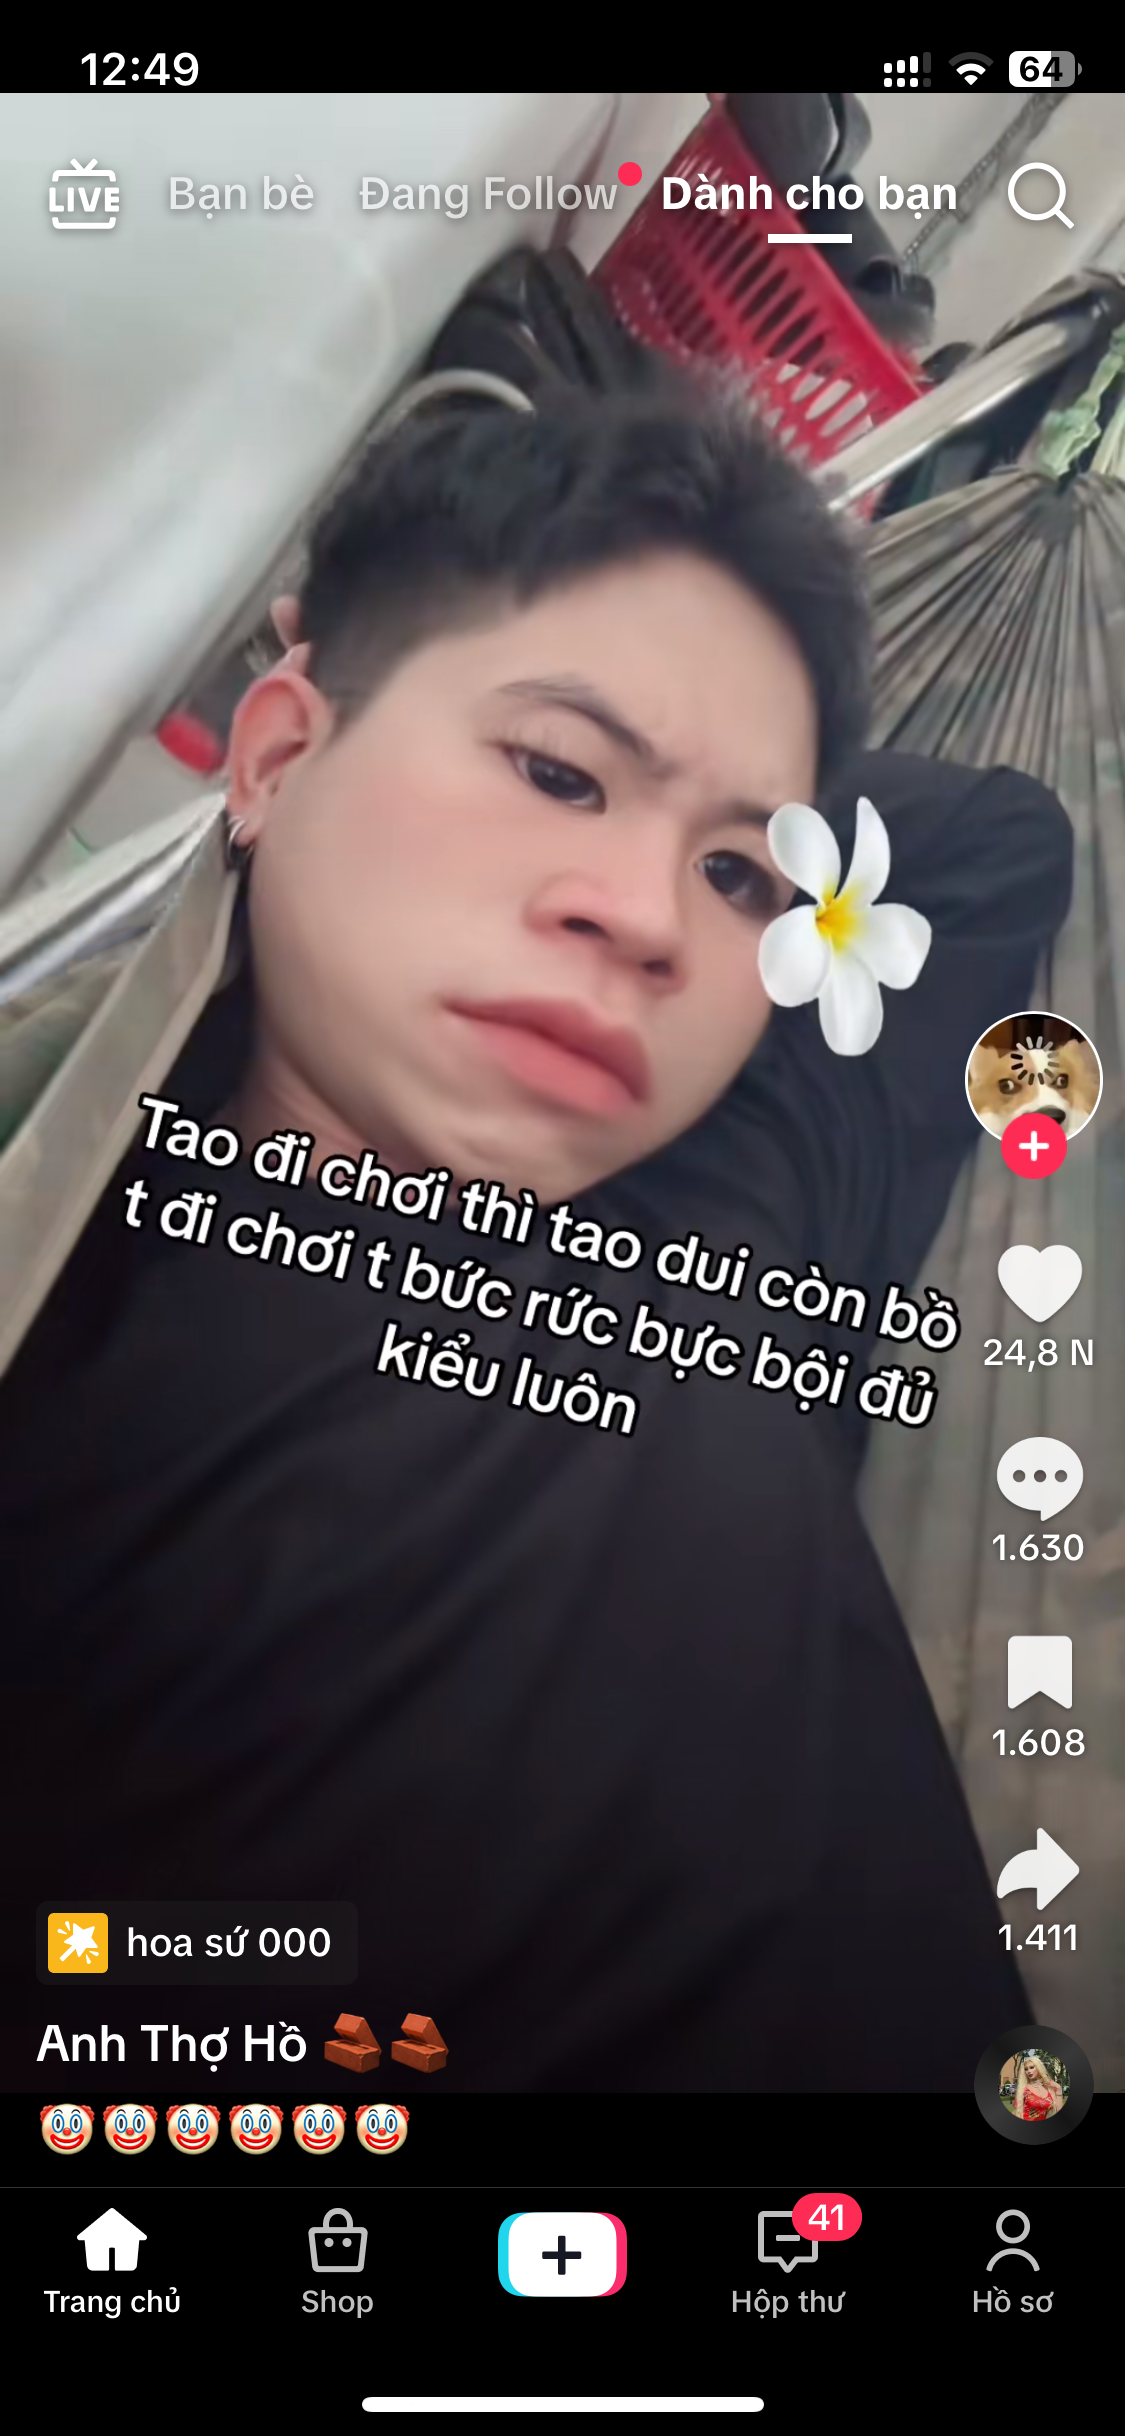 12:49
64
LIVE
Bạn bè
Đang Follow
Dành cho bạn
Tao đi chơi thì tao dui còn bồ
t đi chơi t bức rức bực bội đủ
kiểu luôn
24,8 N
1.630
1.608
1.411
hoa sứ 000
Anh Thợ Hồ 🧱🧱
🤡🤡🤡🤡🤡🤡
Trang chủ
Shop
41
Hộp thư
Hồ sơ